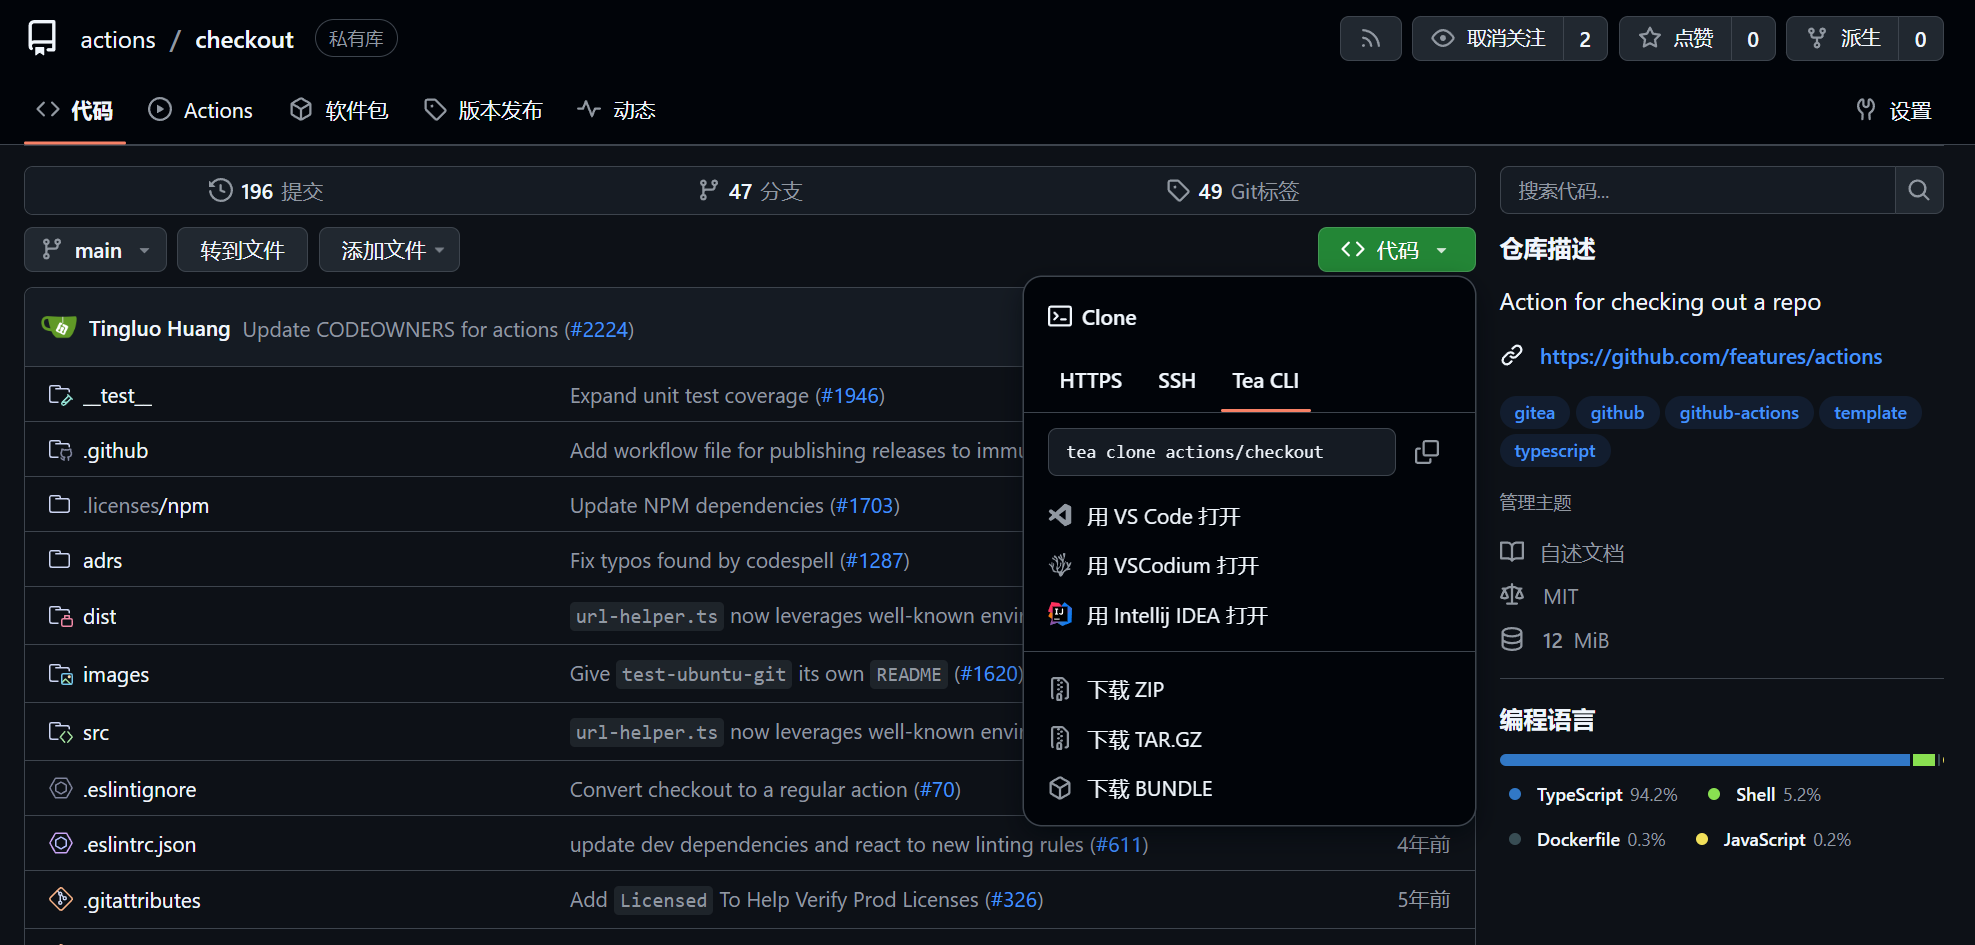 actions / checkout 私有库
取消关注 2 点赞 0 派生 0
代码 Actions 软件包 版本发布 动态 设置
196 提交 47 分支 49 Git标签
搜索代码...
main 转到文件 添加文件 代码
仓库描述
Action for checking out a repo
https://github.com/features/actions
gitea github github-actions template
typescript
管理主题
自述文档
MIT
12 MiB
编程语言
TypeScript 94.2% Shell 5.2%
Dockerfile 0.3% JavaScript 0.2%
Clone
HTTPS SSH Tea CLI
tea clone actions/checkout
用 VS Code 打开
用 VSCodium 打开
用 Intellij IDEA 打开
下载 ZIP
下载 TAR.GZ
下载 BUNDLE
Tingluo Huang Update CODEOWNERS for actions (#2224)
__test__ Expand unit test coverage (#1946)
.github Add workflow file for publishing releases to immu
.licenses/npm Update NPM dependencies (#1703)
adrs Fix typos found by codespell (#1287)
dist url-helper.ts now leverages well-known envir
images Give test-ubuntu-git its own README (#1620)
src url-helper.ts now leverages well-known envir
.eslintignore Convert checkout to a regular action (#70)
.eslintrc.json update dev dependencies and react to new linting rules (#611) 4年前
.gitattributes Add Licensed To Help Verify Prod Licenses (#326) 5年前